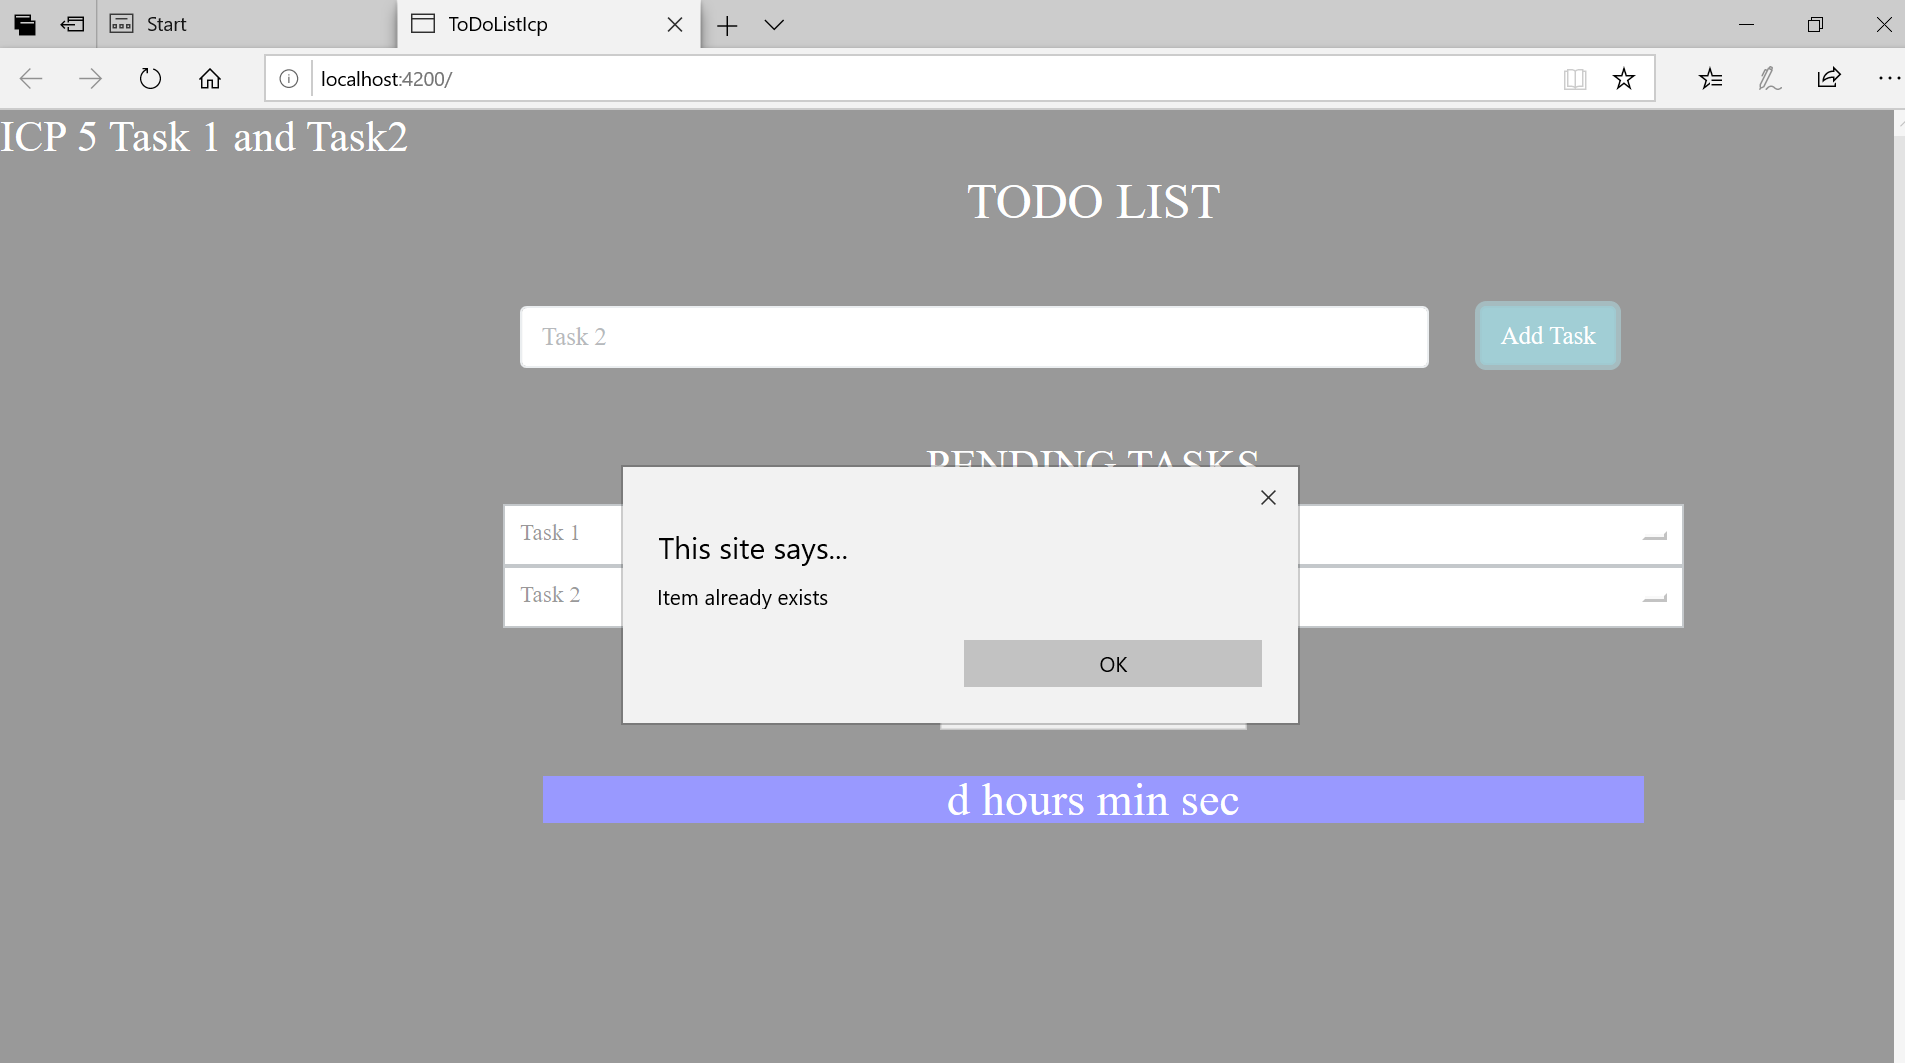 Start
ToDoListIcp
localhost:4200/
ICP 5 Task 1 and Task2
TODO LIST
Task 2
Add Task
PENDING TASKS
Task 1
Task 2
This site says...
Item already exists
OK
d hours min sec